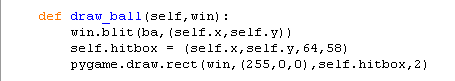 def draw_ball(self,win):
win.blit(ba,(self.x,self.y))
self.hitbox = (self.x,self.y,64,58)
pygame.draw.rect(win,(255,0,0),self.hitbox,2)